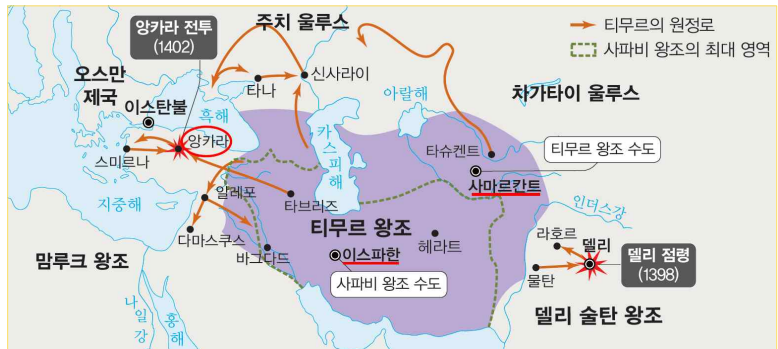 주치 울루스
티무르의 원정로
사파비 왕조의 최대 영역
앙카라 전투
(1402)
오스만
제국
이스탄불
흑해
타나
신사라이
아랄해
차가타이 울루스
카스피해
앙카라
스미르나
타슈켄트
티무르 왕조 수도
사마르칸트
지중해
알레포
타브리즈
인더스강
티무르 왕조
다마스쿠스
바그다드
이스파한
헤라트
라호르
델리
델리 점령
(1398)
물탄
맘루크 왕조
사파비 왕조 수도
나일강
홍해
델리 술탄 왕조